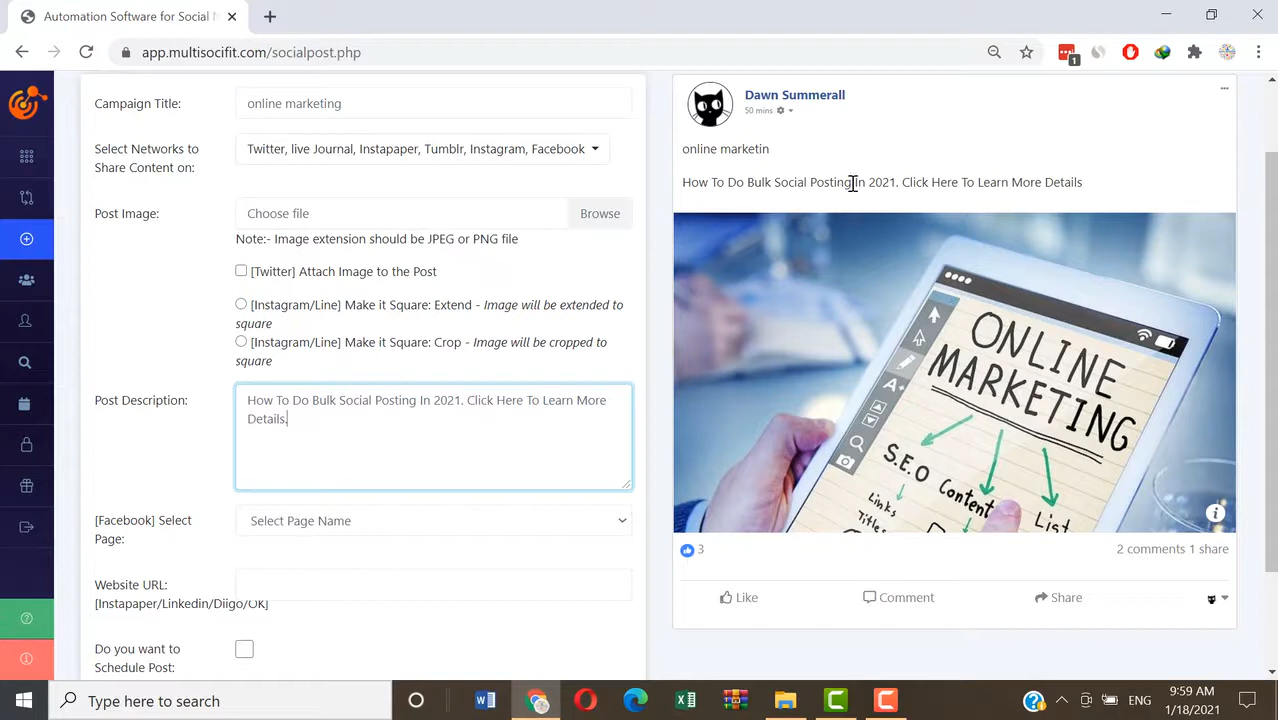 Automation Software for Social M
app.multisocifit.com/socialpost.php
1
Campaign Title:
online marketing
Select Networks to
Share Content on:
Twitter, live Journal, Instapaper, Tumblr, Instagram, Facebook
Post Image:
Choose file
Browse
Note:- Image extension should be JPEG or PNG file
[Twitter] Attach Image to the Post
[Instagram/Line] Make it Square: Extend - Image will be extended to
square
[Instagram/Line] Make it Square: Crop - Image will be cropped to
square
Post Description:
How To Do Bulk Social Posting In 2021. Click Here To Learn More
Details.
[Facebook] Select
Page:
Select Page Name
Website URL:
[Instapaper/Linkedin/Diigo/OK]
Do you want to
Schedule Post:
Dawn Summerall
50 mins
online marketin
How To Do Bulk Social Posting In 2021. Click Here To Learn More Details
ONLINE
MARKETING
S.E.O
Content
List
Links
Titles
A+
3
2 comments 1 share
Like
Comment
Share
Type here to search
ENG
9:59 AM
1/18/2021